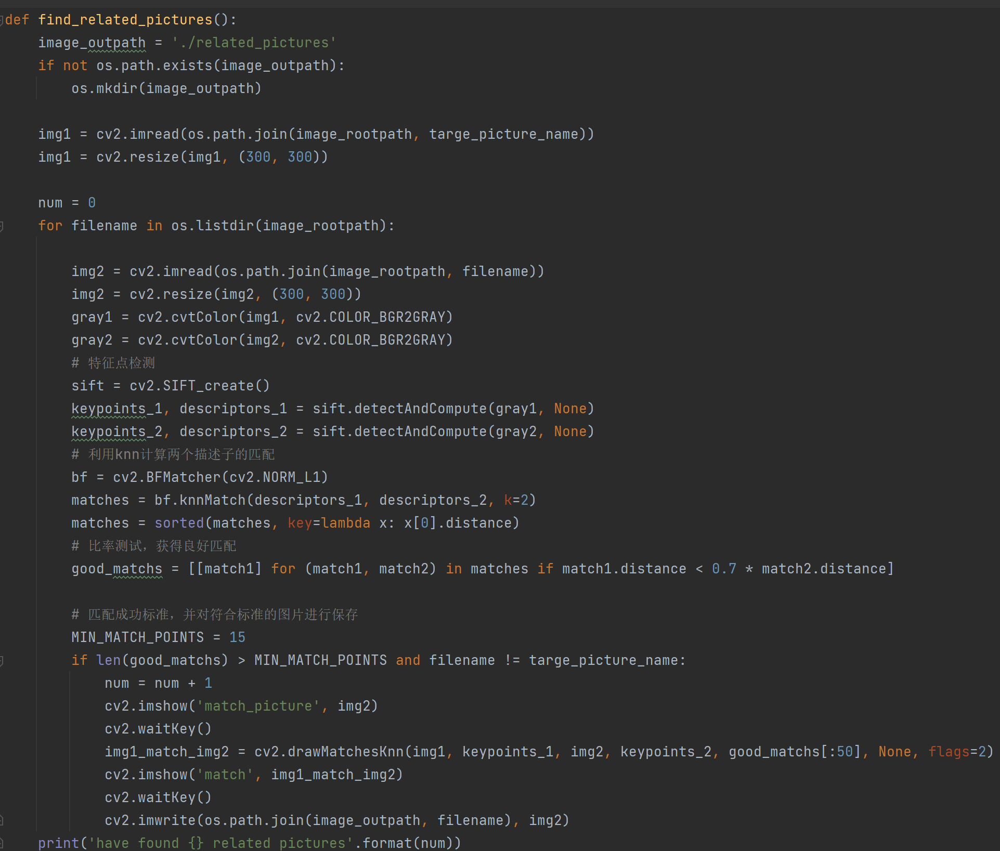 def find_related_pictures():
    image_outpath = './related_pictures'
    if not os.path.exists(image_outpath):
        os.mkdir(image_outpath)
    img1 = cv2.imread(os.path.join(image_rootpath, targe_picture_name))
    img1 = cv2.resize(img1, (300, 300))
    num = 0
    for filename in os.listdir(image_rootpath):
        img2 = cv2.imread(os.path.join(image_rootpath, filename))
        img2 = cv2.resize(img2, (300, 300))
        gray1 = cv2.cvtColor(img1, cv2.COLOR_BGR2GRAY)
        gray2 = cv2.cvtColor(img2, cv2.COLOR_BGR2GRAY)
        # 特征点检测
        sift = cv2.SIFT_create()
        keypoints_1, descriptors_1 = sift.detectAndCompute(gray1, None)
        keypoints_2, descriptors_2 = sift.detectAndCompute(gray2, None)
        # 利用knn计算两个描述子的匹配
        bf = cv2.BFMatcher(cv2.NORM_L1)
        matches = bf.knnMatch(descriptors_1, descriptors_2, k=2)
        matches = sorted(matches, key=lambda x: x[0].distance)
        # 比率测试，获得良好匹配
        good_matchs = [[match1] for (match1, match2) in matches if match1.distance < 0.7 * match2.distance]
        # 匹配成功标准，并对符合标准的图片进行保存
        MIN_MATCH_POINTS = 15
        if len(good_matchs) > MIN_MATCH_POINTS and filename != targe_picture_name:
            num = num + 1
            cv2.imshow('match_picture', img2)
            cv2.waitKey()
            img1_match_img2 = cv2.drawMatchesKnn(img1, keypoints_1, img2, keypoints_2, good_matchs[:50], None, flags=2)
            cv2.imshow('match', img1_match_img2)
            cv2.waitKey()
            cv2.imwrite(os.path.join(image_outpath, filename), img2)
    print('have found {} related pictures'.format(num))